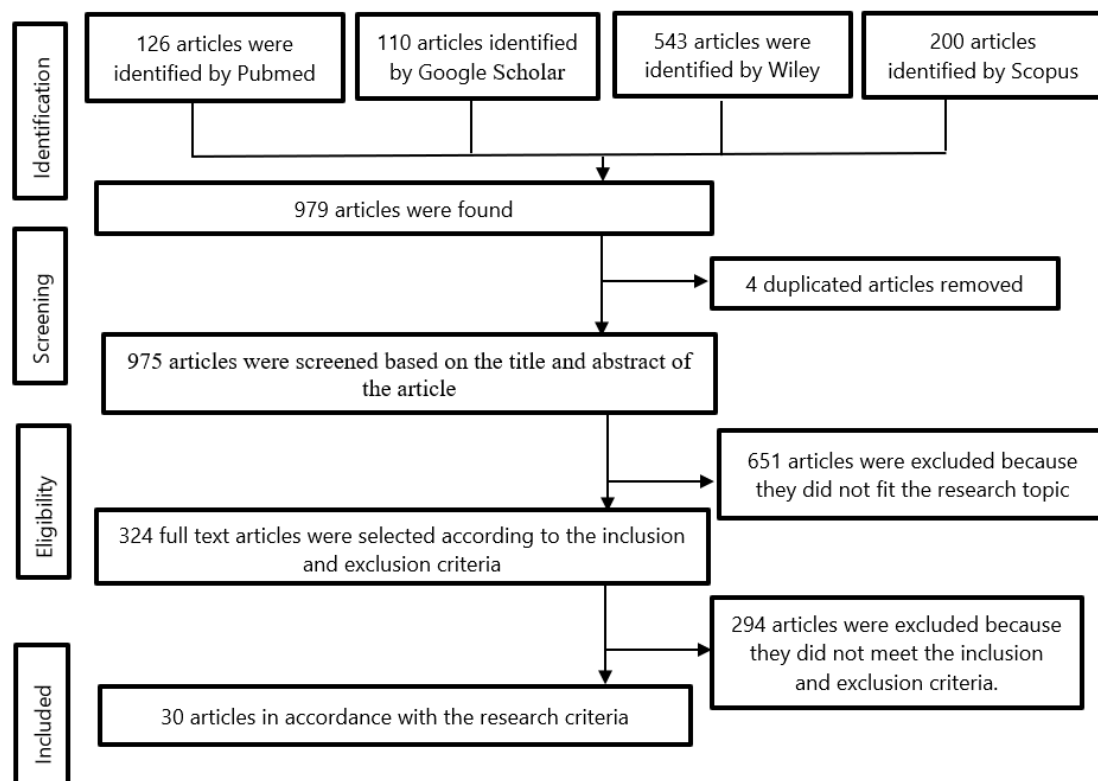 Identification
126 articles were
identified by Pubmed
110 articles identified
by Google Scholar
543 articles were
identified by Wiley
200 articles
identified by Scopus
979 articles were found
Screening
4 duplicated articles removed
975 articles were screened based on the title and abstract of
the article
Eligibility
651 articles were excluded because
they did not fit the research topic
324 full text articles were selected according to the inclusion
and exclusion criteria
294 articles were excluded because
they did not meet the inclusion
and exclusion criteria.
Included
30 articles in accordance with the research criteria